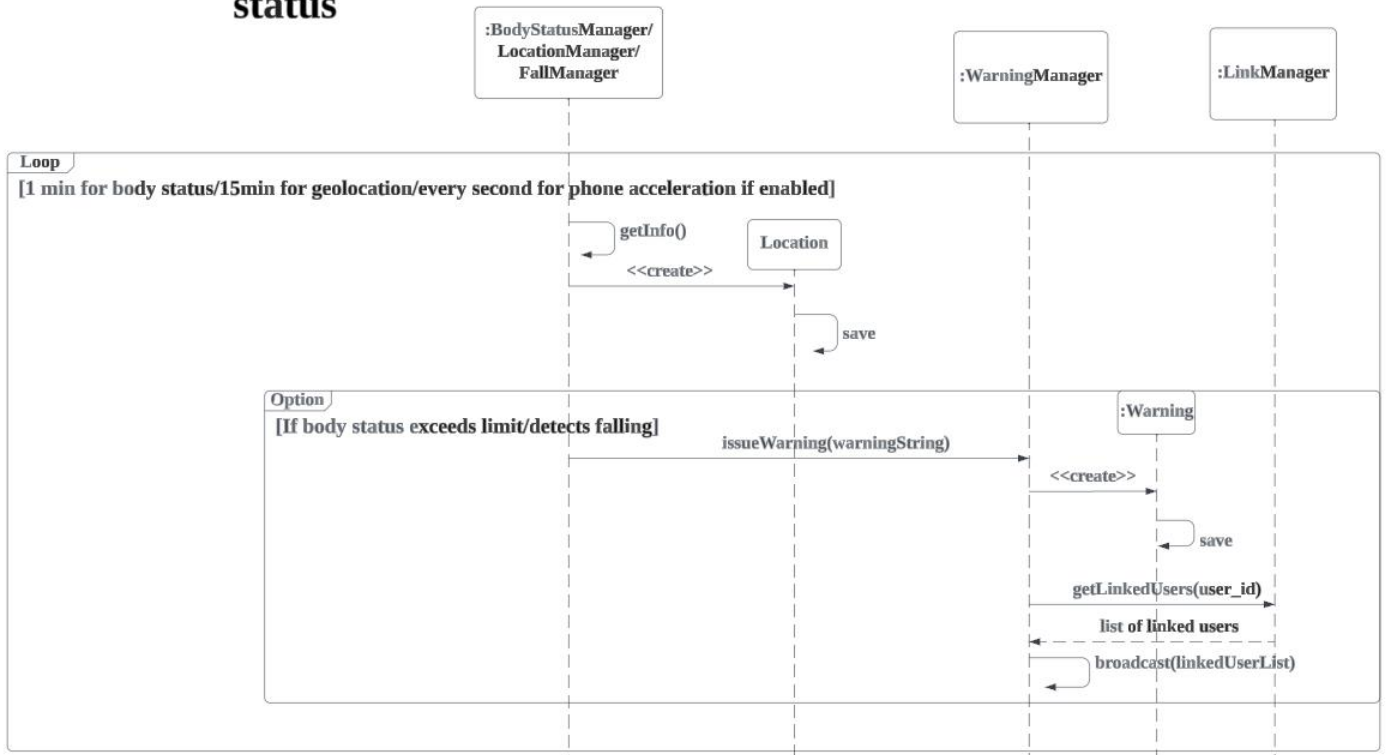 status
:BodyStatusManager/
LocationManager/
FallManager
:WarningManager
:LinkManager
Loop
[1 min for body status/15min for geolocation/every second for phone acceleration if enabled]
getInfo()
Location
<<create>>
save
Option
:Warning
[If body status exceeds limit/detects falling]
issueWarning(warningString)
<<create>>
save
getLinkedUsers(user_id)
list of linked users
broadcast(linkedUserList)